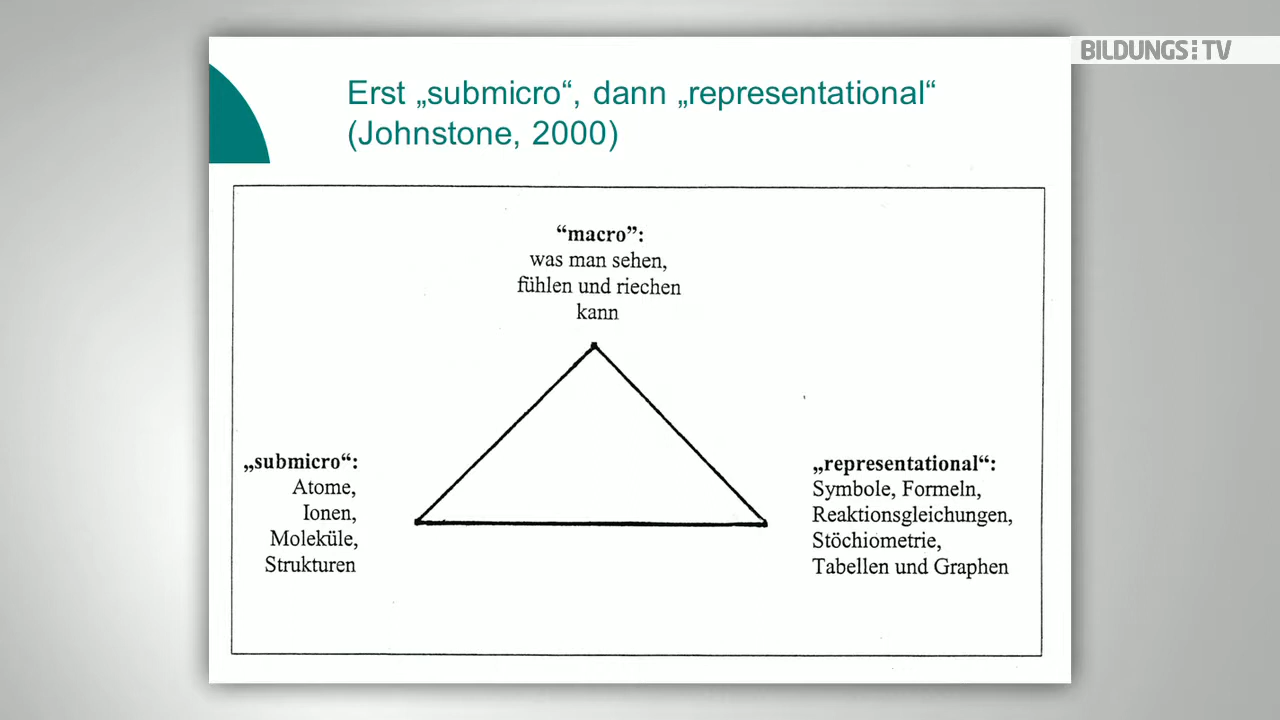 BILDUNGS:TV
Erst „submicro“, dann „representational“
(Johnstone, 2000)
“macro”:
was man sehen,
fühlen und riechen
kann
„submicro“:
Atome,
Ionen,
Moleküle,
Strukturen
„representational“:
Symbole, Formeln,
Reaktionsgleichungen,
Stöchiometrie,
Tabellen und Graphen